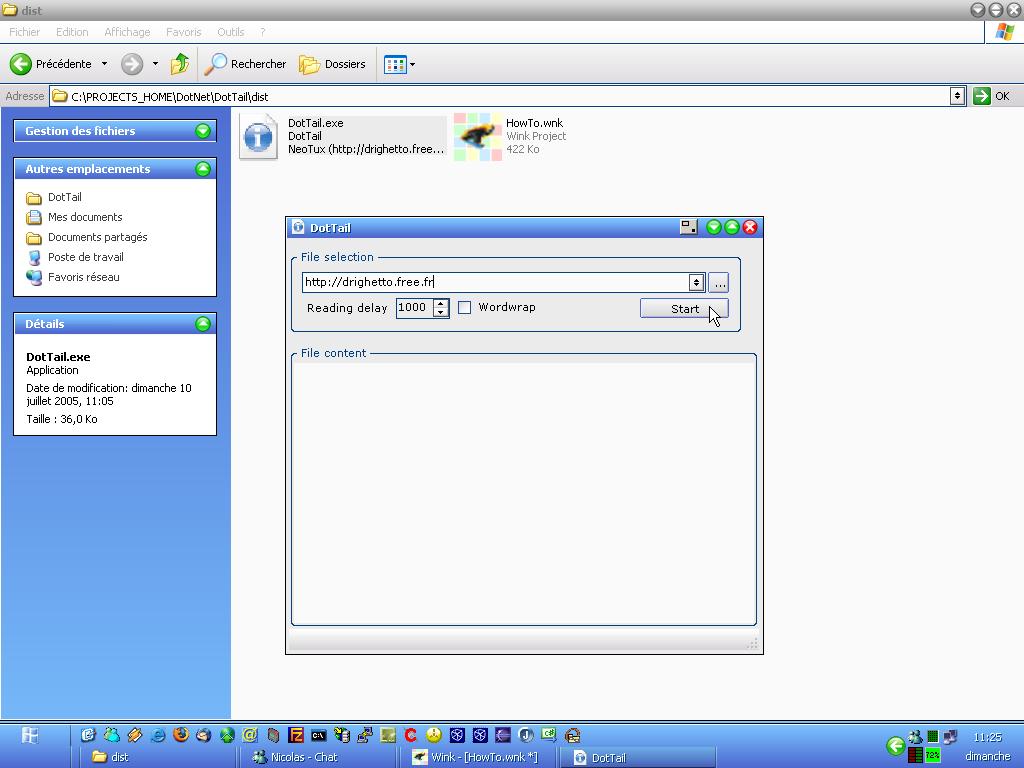 dist
Fichier Edition Affichage Favoris Outils ?
Précédente Rechercher Dossiers
Adresse C:\PROJECTS_HOME\DotNet\DotTail\dist OK
Gestion des fichiers
Autres emplacements
DotTail
Mes documents
Documents partagés
Poste de travail
Favoris réseau
Détails
DotTail.exe
Application
Date de modification: dimanche 10
juillet 2005, 11:05
Taille : 36,0 Ko
DotTail.exe
DotTail
NeoTux (http://drighetto.free...
HowTo.wnk
Wink Project
422 Ko
DotTail
File selection
http://drighetto.free.fr
...
Reading delay 1000 Wordwrap Start
File content
dist
Nicolas - Chat
Wink - [HowTo.wnk *]
DotTail
72%
11:25
dimanche